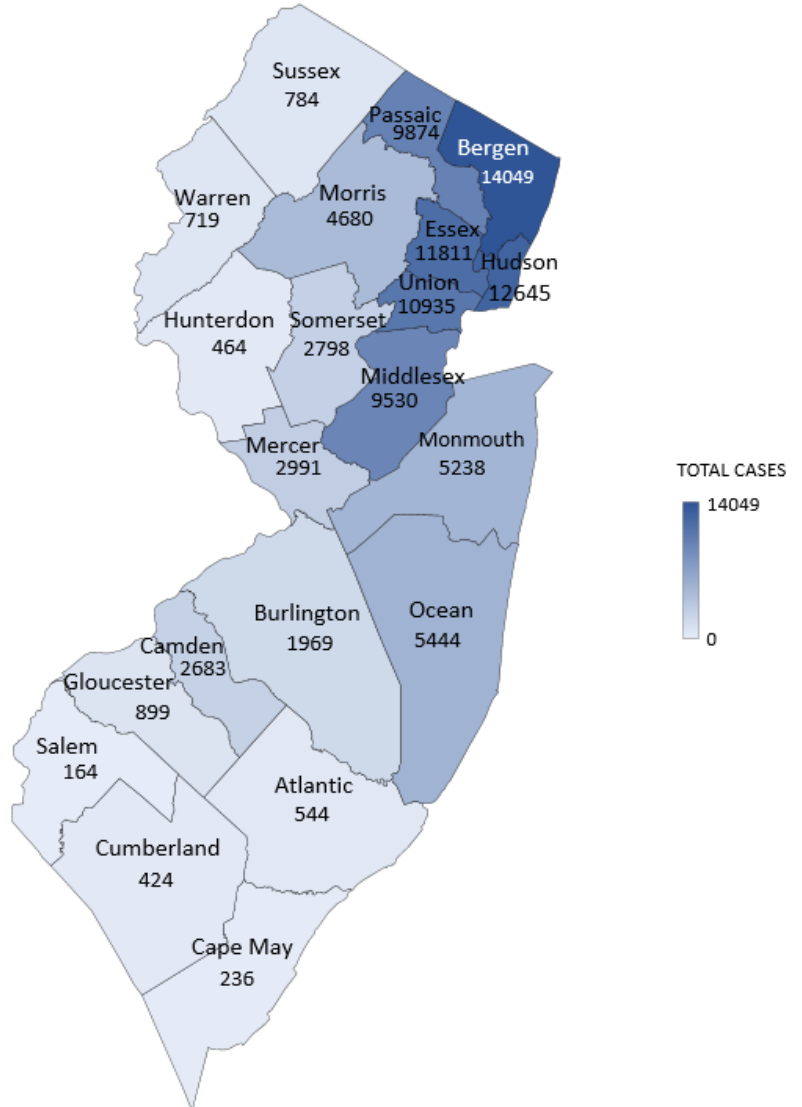 Sussex
784
Passaic
9874
Bergen
14049
Warren
719
Morris
4680
Essex
11811
Hudson
12645
Union
10935
Hunterdon
464
Somerset
2798
Middlesex
9530
Mercer
2991
Monmouth
5238
TOTAL CASES
14049
0
Burlington
1969
Ocean
5444
Camden
2683
Gloucester
899
Salem
164
Atlantic
544
Cumberland
424
Cape May
236